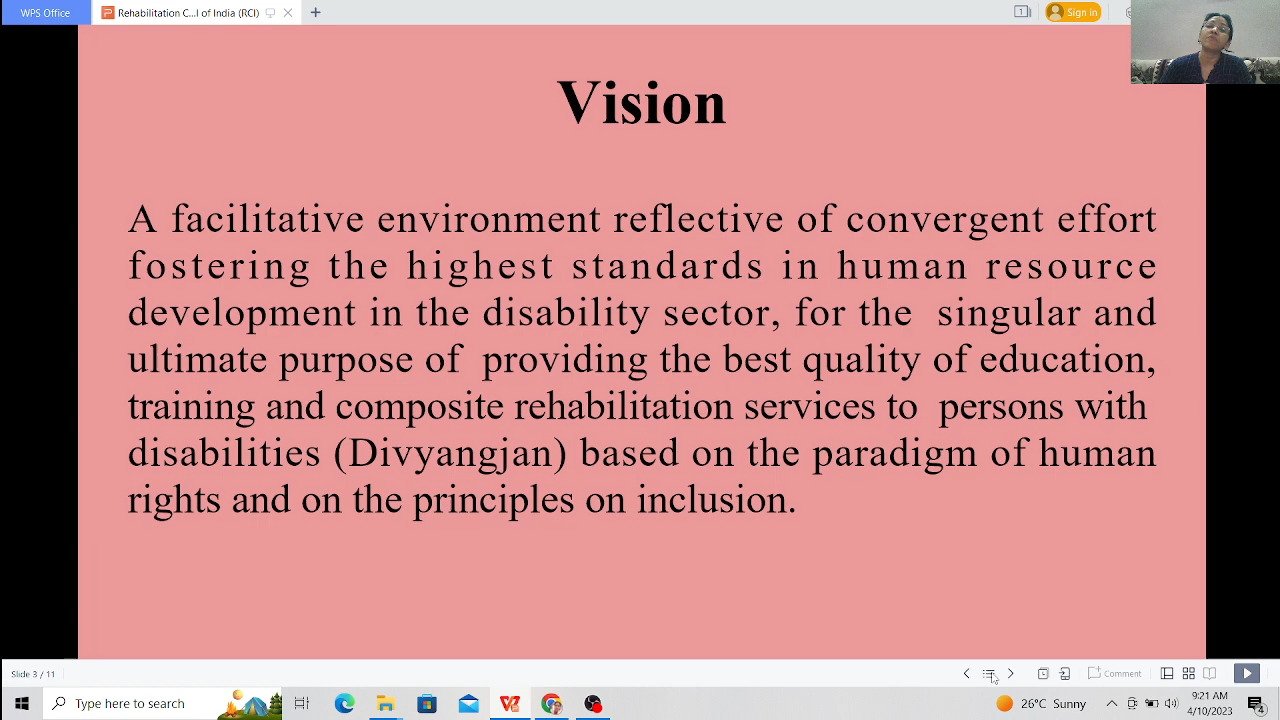 WPS Office
Rehabilitation C...l of India (RCI)
1
Sign in
Vision
A facilitative environment reflective of convergent effort
fostering the highest standards in human resource
development in the disability sector, for the singular and
ultimate purpose of providing the best quality of education,
training and composite rehabilitation services to persons with
disabilities (Divyangjan) based on the paradigm of human
rights and on the principles on inclusion.
Slide 3 / 11
Comment
Type here to search
26°C Sunny
9:21 AM
4/10/2023
4